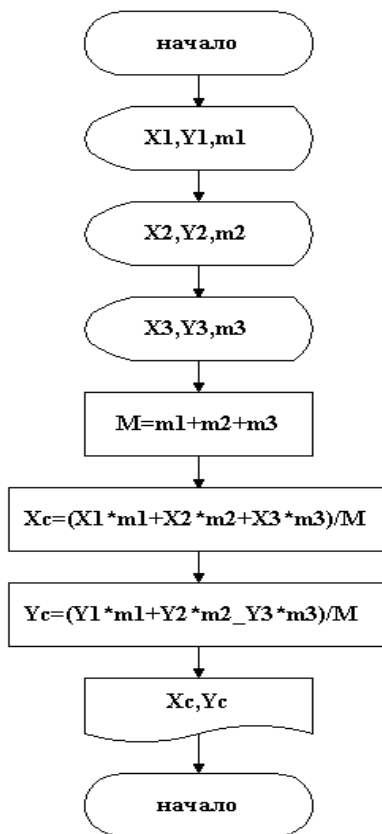 начало
X1,Y1,m1
X2,Y2,m2
X3,Y3,m3
M=m1+m2+m3
Xc=(X1*m1+X2*m2+X3*m3)/M
Yc=(Y1*m1+Y2*m2_Y3*m3)/M
Xc,Yc
начало